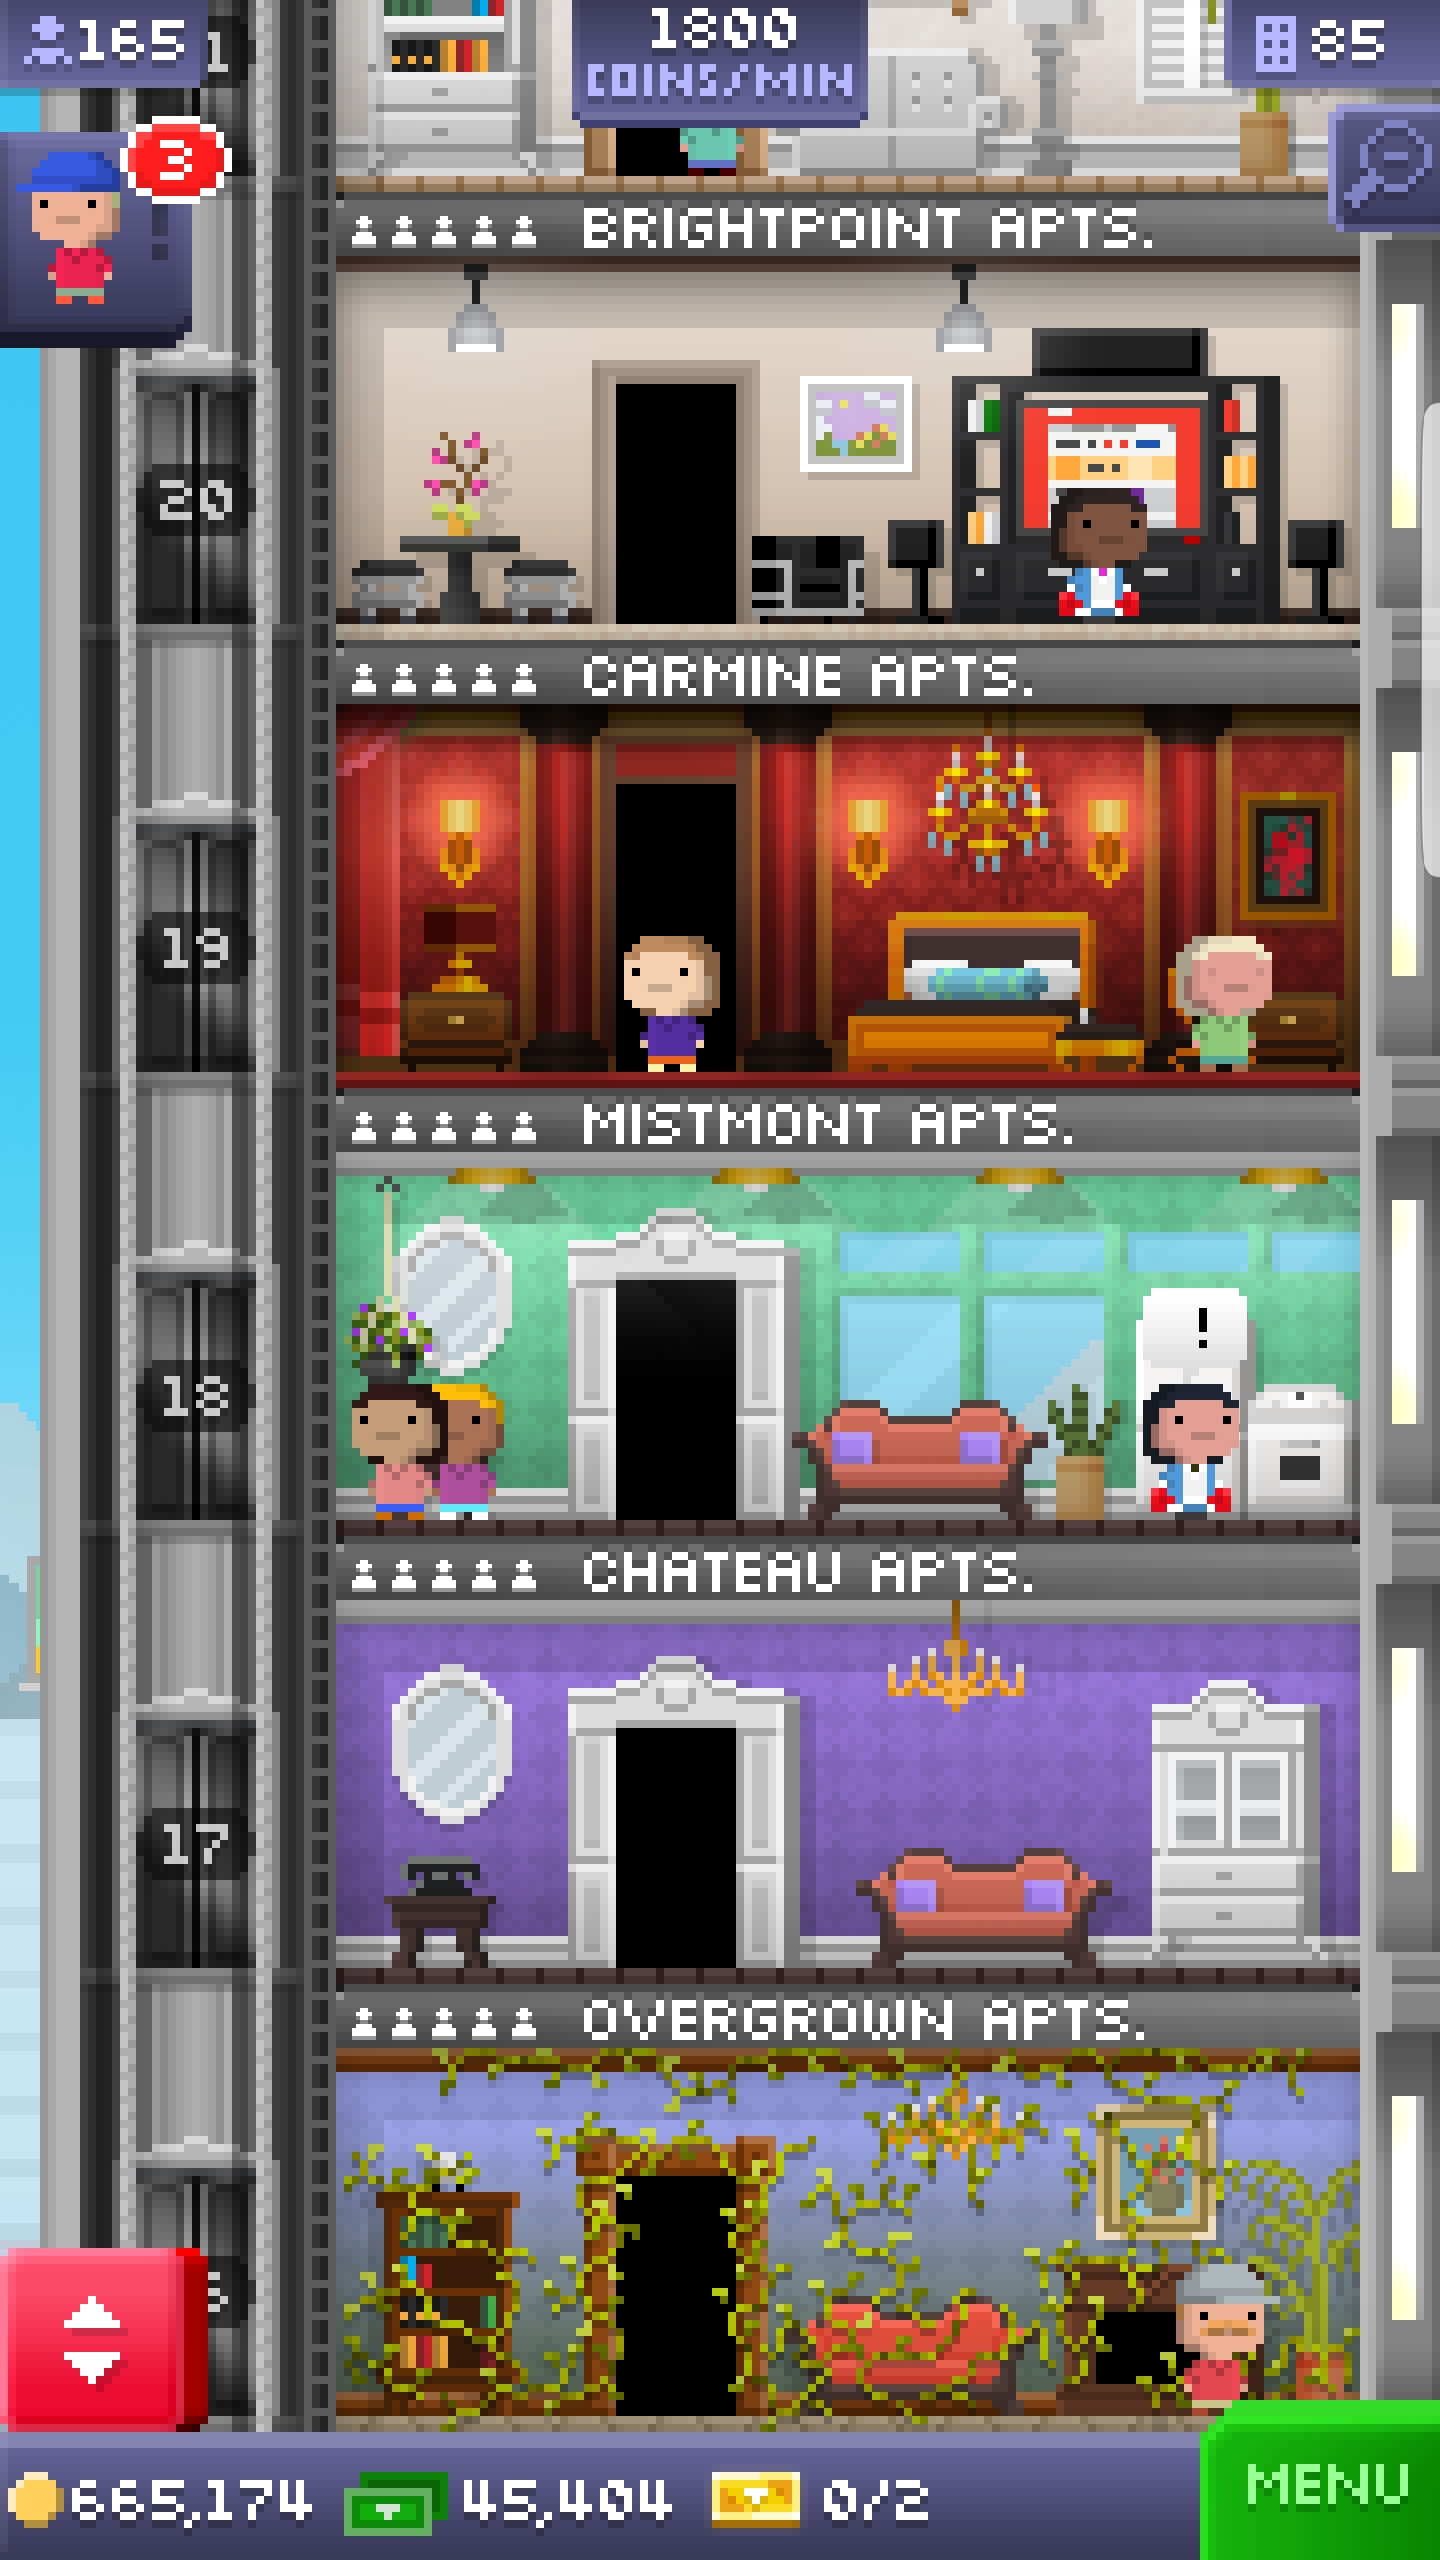 165
1800
COINS/MIN
85
3
BRIGHTPOINT APTS.
20
CARMINE APTS.
19
MISTMONT APTS.
!
18
CHATEAU APTS.
17
OVERGROWN APTS.
665,174
45,404
0/2
MENU